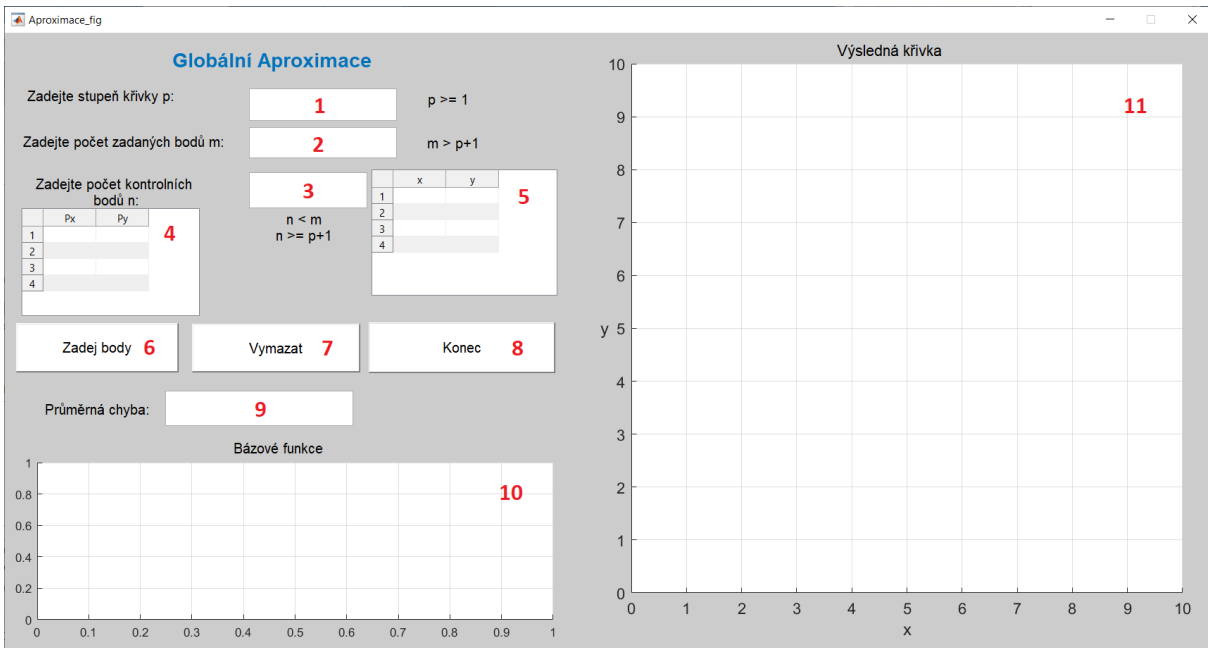 Aproximace_fig
Globální Aproximace
Zadejte stupeň křivky p:
1
p >= 1
Zadejte počet zadaných bodů m:
2
m > p+1
Zadejte počet kontrolních
bodů n:
3
n < m
n >= p+1
Px Py
4
1
2
3
4
x y
5
1
2
3
4
Zadej body 6
Vymazat 7
Konec 8
Průměrná chyba:
9
Bázové funkce
10
1
0.8
0.6
0.4
0.2
0
0 0.1 0.2 0.3 0.4 0.5 0.6 0.7 0.8 0.9 1
Výsledná křivka
11
10
9
8
7
6
y 5
4
3
2
1
0
0 1 2 3 4 5 6 7 8 9 10
x